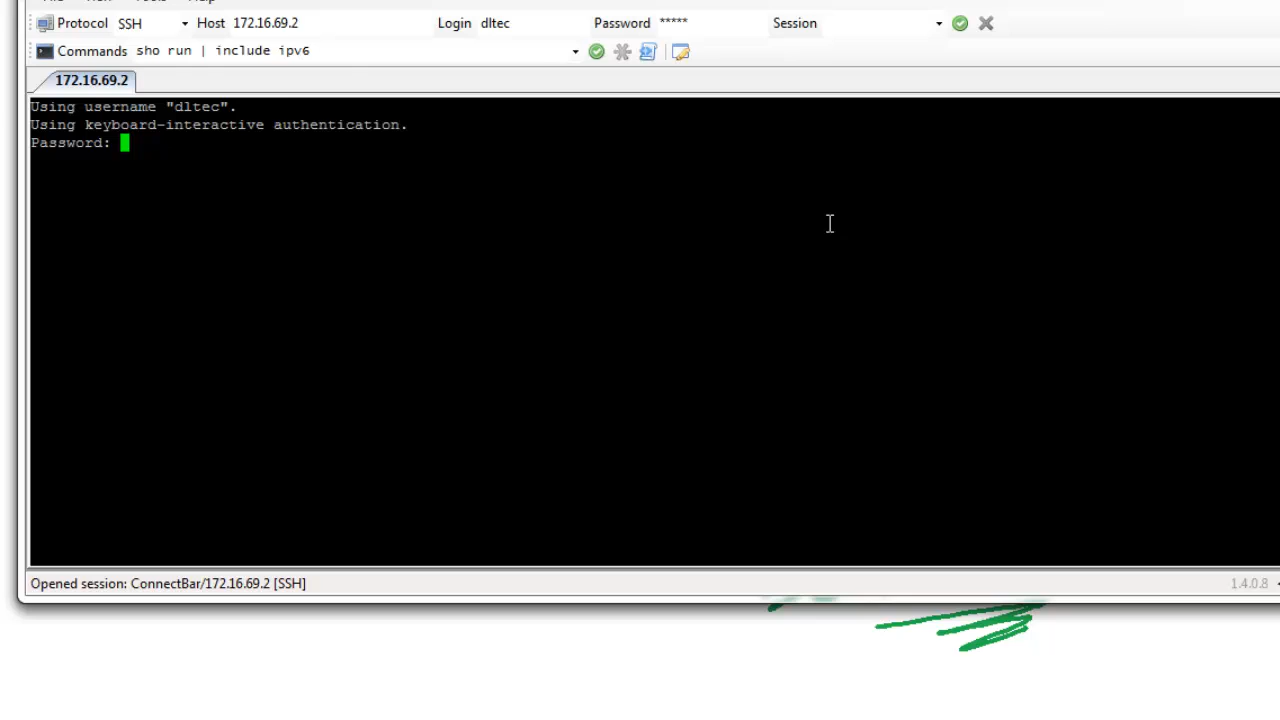 Protocol SSH Host 172.16.69.2 Login dltec Password ***** Session
Commands sho run | include ipv6
172.16.69.2
Using username "dltec".
Using keyboard-interactive authentication.
Password:
Opened session: ConnectBar/172.16.69.2 [SSH] 1.4.0.8